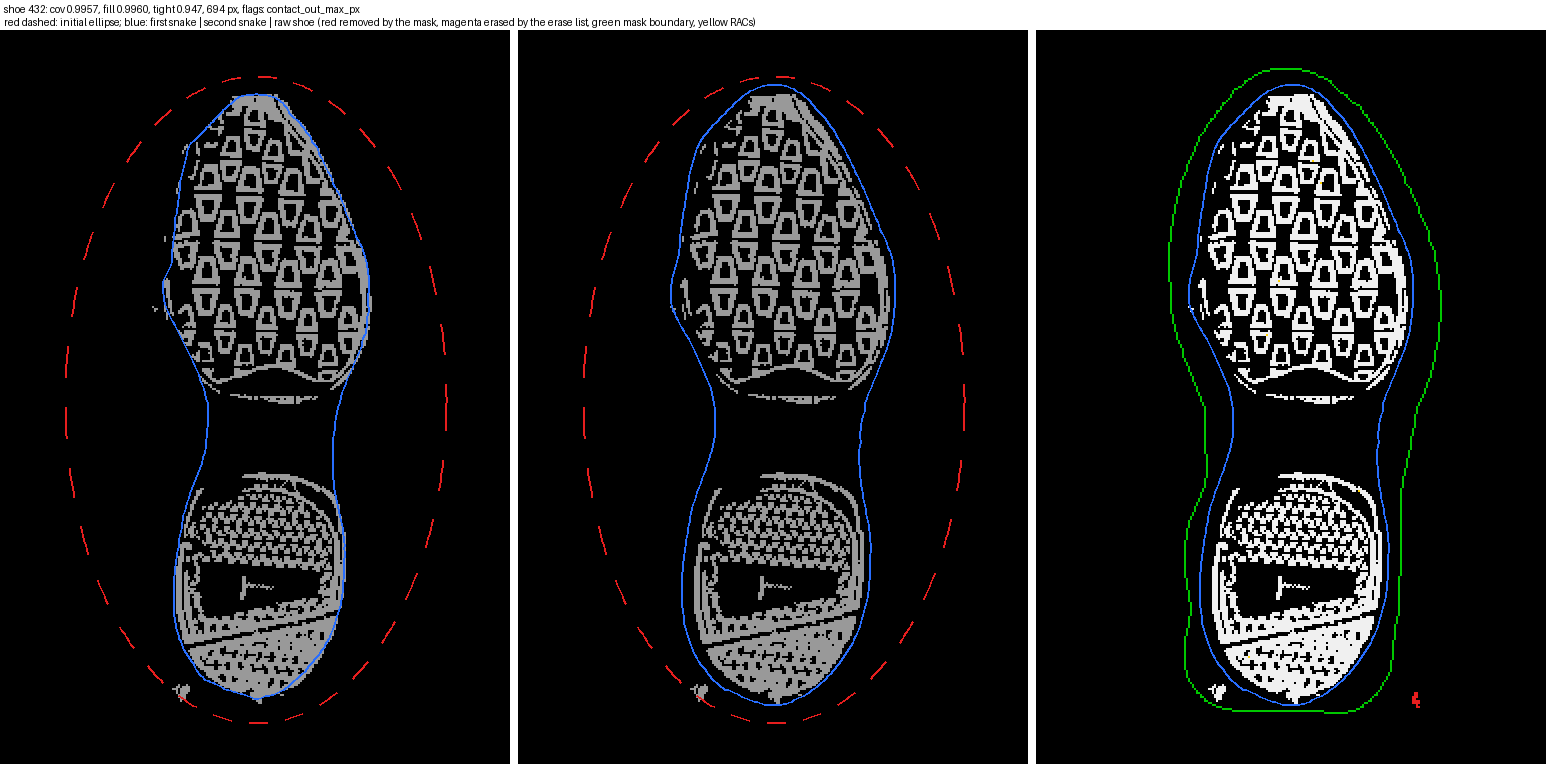 shoe 432: cov 0.9957, fill 0.9960, tight 0.947, 694 px, flags: contact_out_max_px
red dashed: initial ellipse; blue: first snake | second snake | raw shoe (red removed by the mask, magenta erased by the erase list, green mask boundary, yellow RACs)